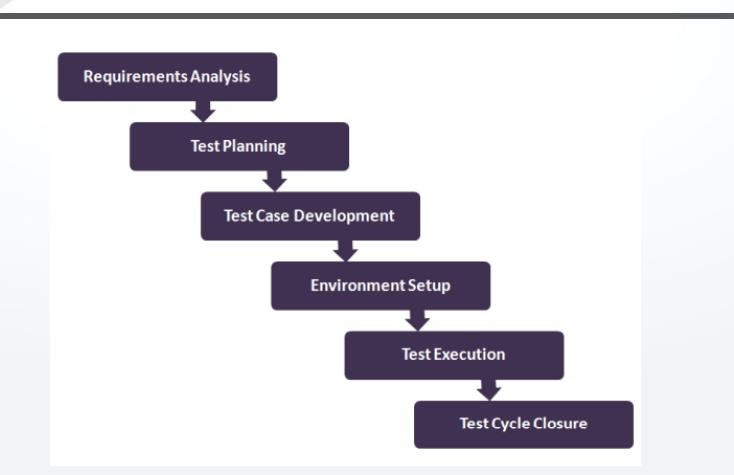 Requirements Analysis
Test Planning
Test Case Development
Environment Setup
Test Execution
Test Cycle Closure